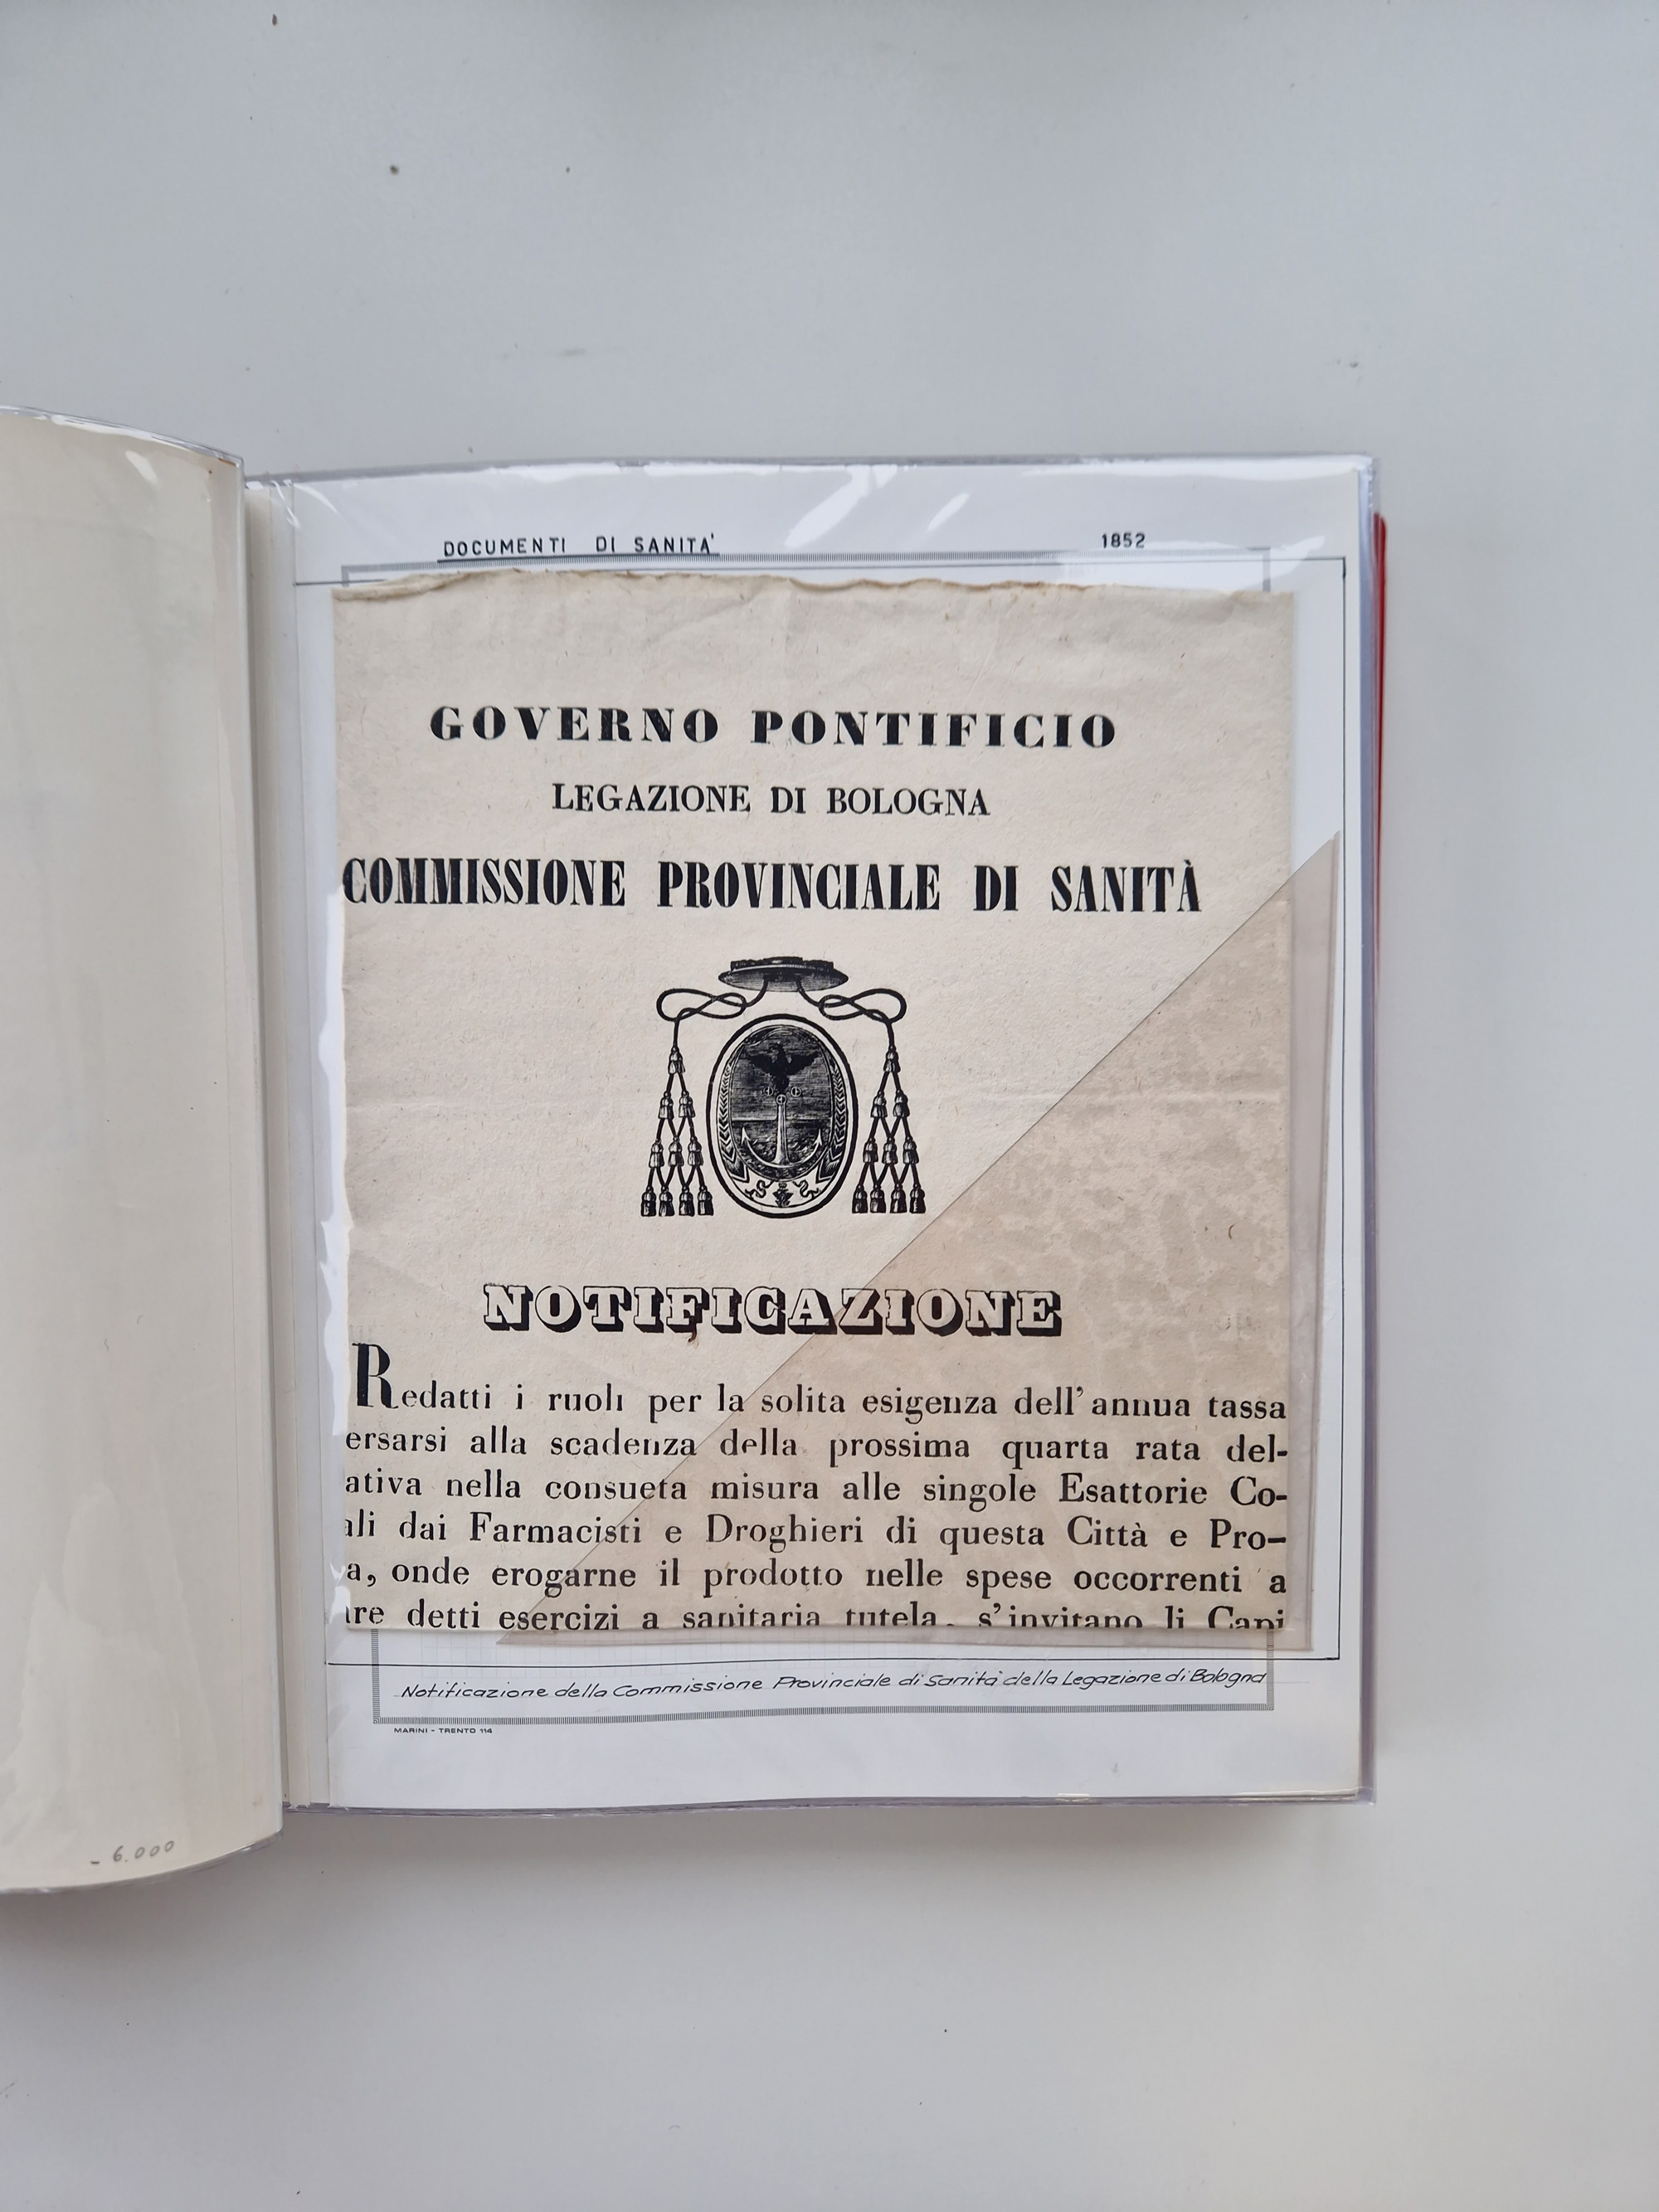 DOCUMENTI DI SANITA' 1852
GOVERNO PONTIFICIO
LEGAZIONE DI BOLOGNA
COMMISSIONE PROVINCIALE DI SANITÀ
NOTIFICAZIONE
Redatti i ruoli per la solita esigenza dell'annua tassa
ersarsi alla scadenza della prossima quarta rata del-
ativa nella consueta misura alle singole Esattorie Co-
ali dai Farmacisti e Droghieri di questa Città e Pro-
a, onde erogarne il prodotto nelle spese occorrenti a
are detti esercizi a sanitaria tutela, s'invitano li Capi
Notificazione della Commissione Provinciale di Sanità della Legazione di Bologna
MARINI - TRENTO 114
- 6.000